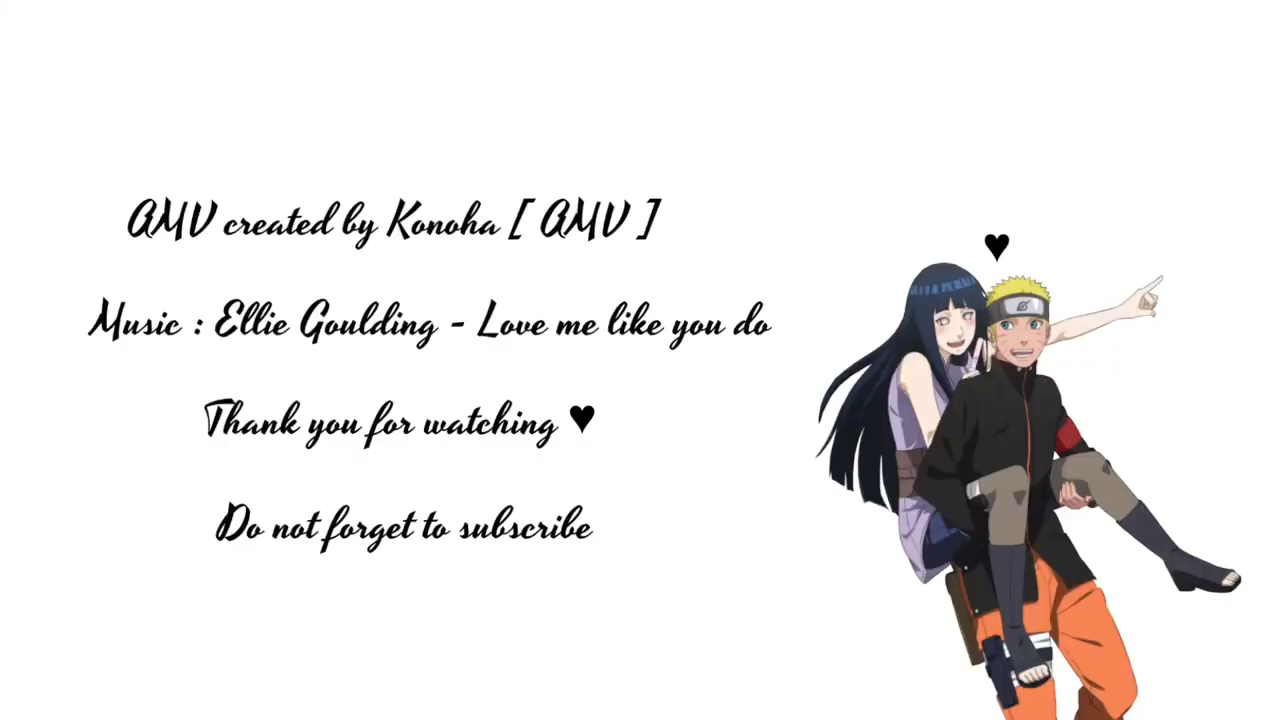 AMV created by Konoha [ AMV ]
Music : Ellie Goulding - Love me like you do
Thank you for watching ♥
Do not forget to subscribe